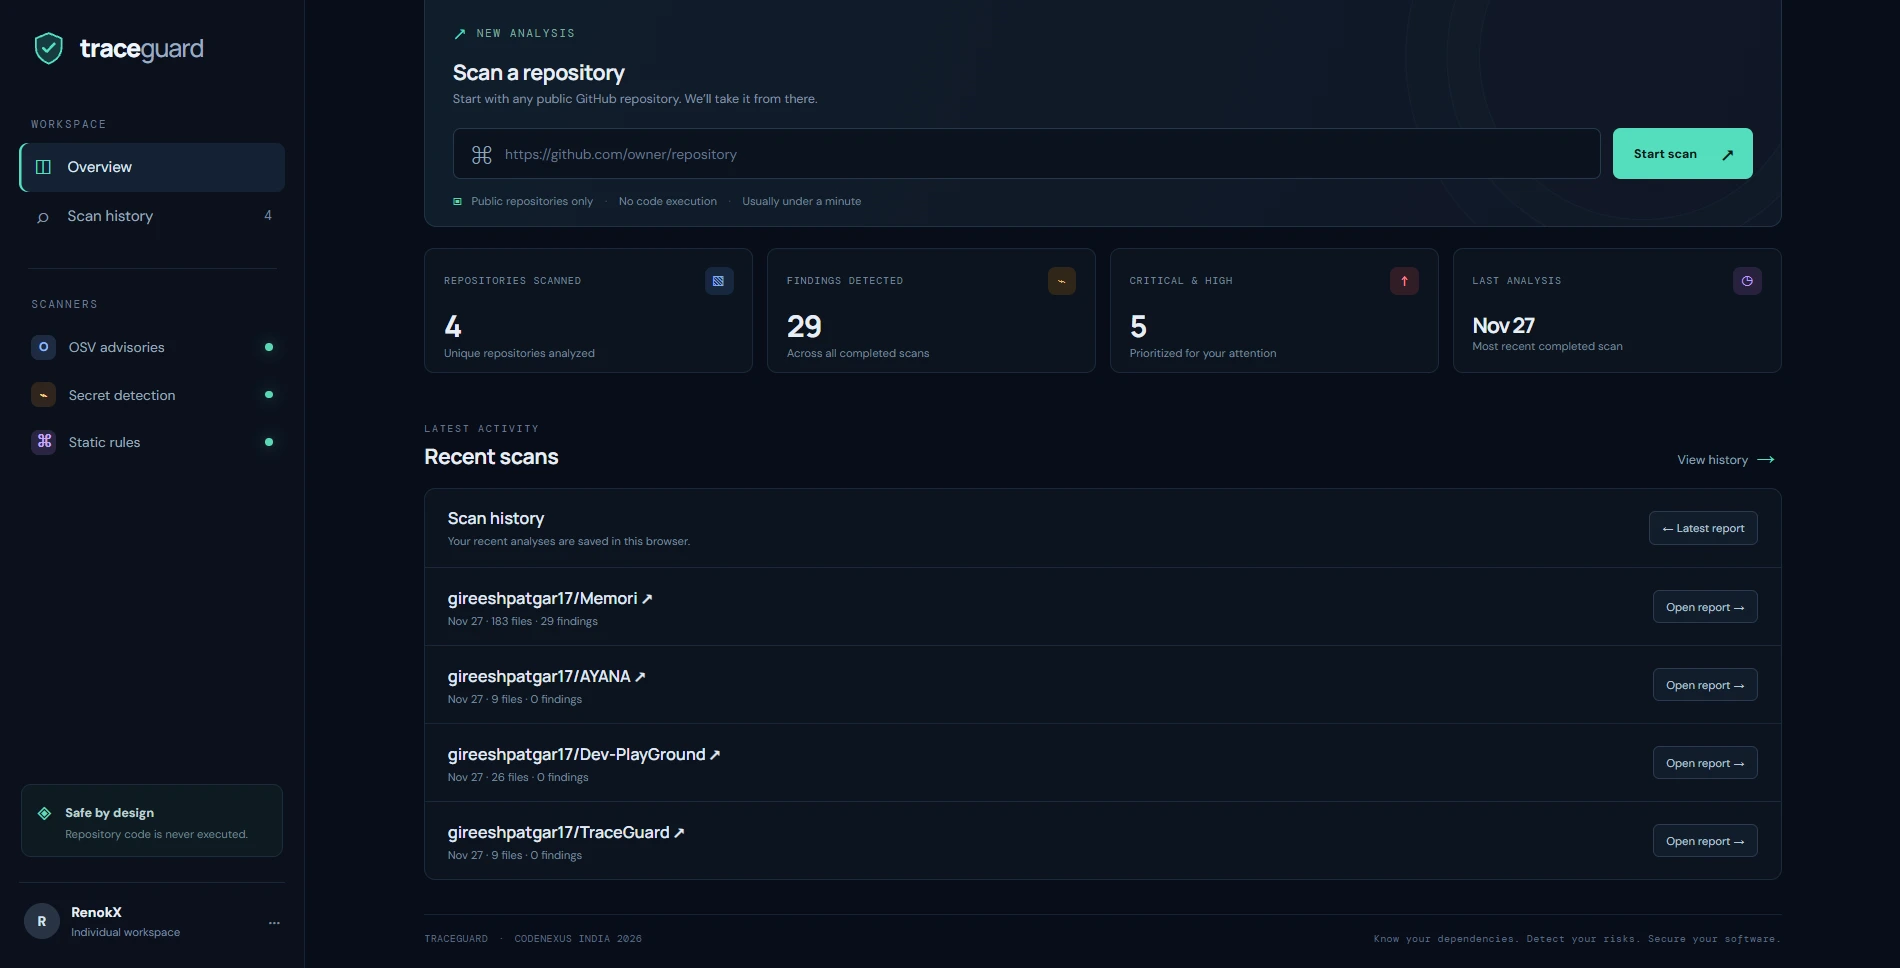 traceguard
WORKSPACE
Overview
Scan history 4
SCANNERS
OSV advisories
Secret detection
Static rules
Safe by design
Repository code is never executed.
R
RenokX
Individual workspace
...
↗ NEW ANALYSIS
Scan a repository
Start with any public GitHub repository. We'll take it from there.
⌘ https://github.com/owner/repository
Start scan ↗
Public repositories only · No code execution · Usually under a minute
REPOSITORIES SCANNED
4
Unique repositories analyzed
FINDINGS DETECTED
29
Across all completed scans
CRITICAL & HIGH
↑
5
Prioritized for your attention
LAST ANALYSIS
Nov 27
Most recent completed scan
LATEST ACTIVITY
Recent scans
View history →
Scan history
Your recent analyses are saved in this browser.
← Latest report
gireeshpatgar17/Memori ↗
Nov 27 · 183 files · 29 findings
Open report →
gireeshpatgar17/AYANA ↗
Nov 27 · 9 files · 0 findings
Open report →
gireeshpatgar17/Dev-PlayGround ↗
Nov 27 · 26 files · 0 findings
Open report →
gireeshpatgar17/TraceGuard ↗
Nov 27 · 9 files · 0 findings
Open report →
TRACEGUARD · CODENEXUS INDIA 2026
Know your dependencies. Detect your risks. Secure your software.